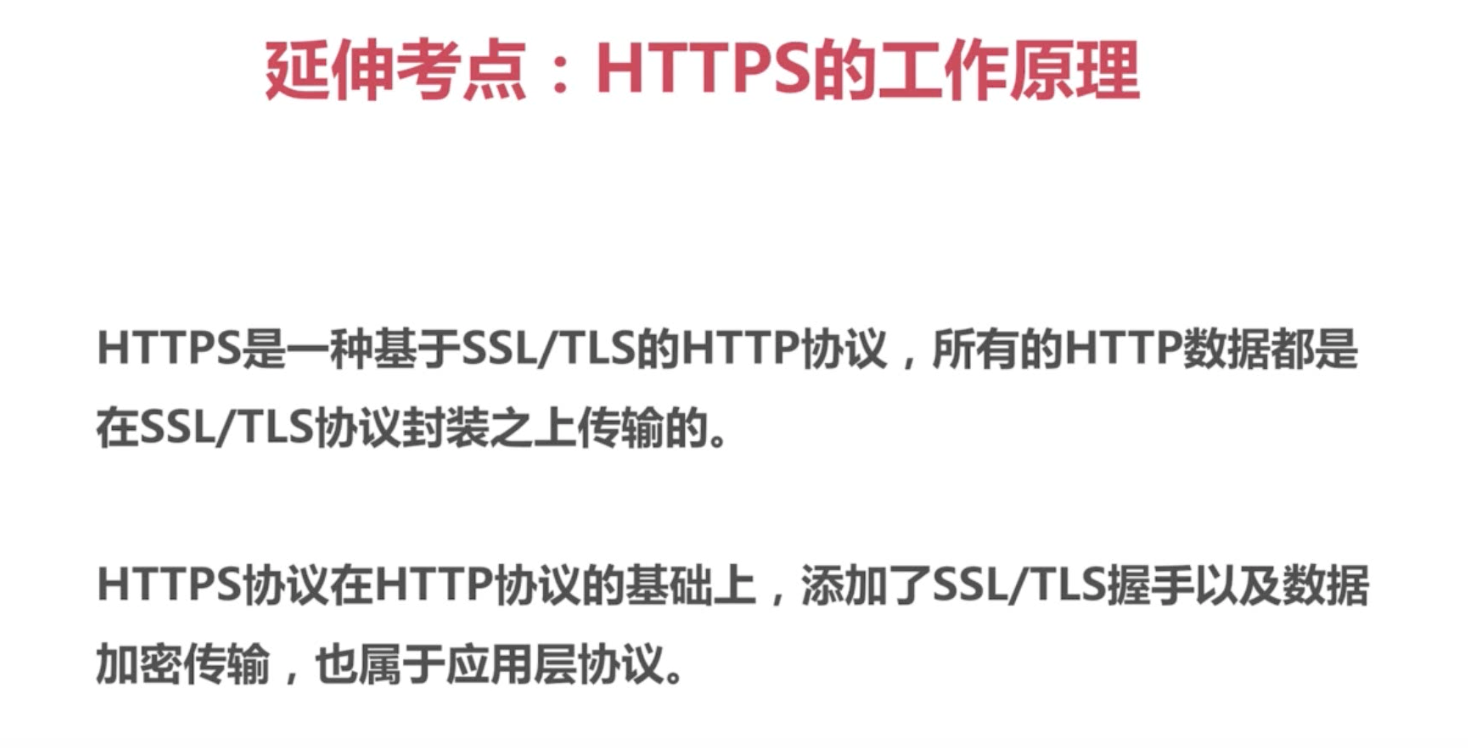 延伸考点：HTTPS的工作原理
HTTPS是一种基于SSL/TLS的HTTP协议，所有的HTTP数据都是
在SSL/TLS协议封装之上传输的。
HTTPS协议在HTTP协议的基础上，添加了SSL/TLS握手以及数据
加密传输，也属于应用层协议。